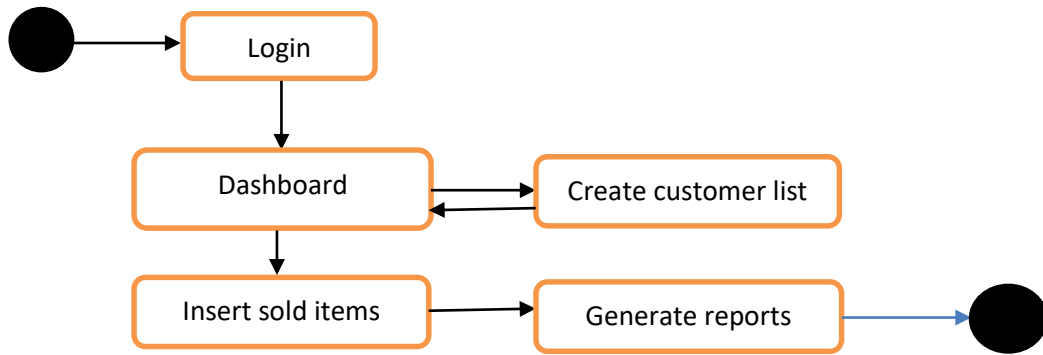 Login
Dashboard
Create customer list
Insert sold items
Generate reports